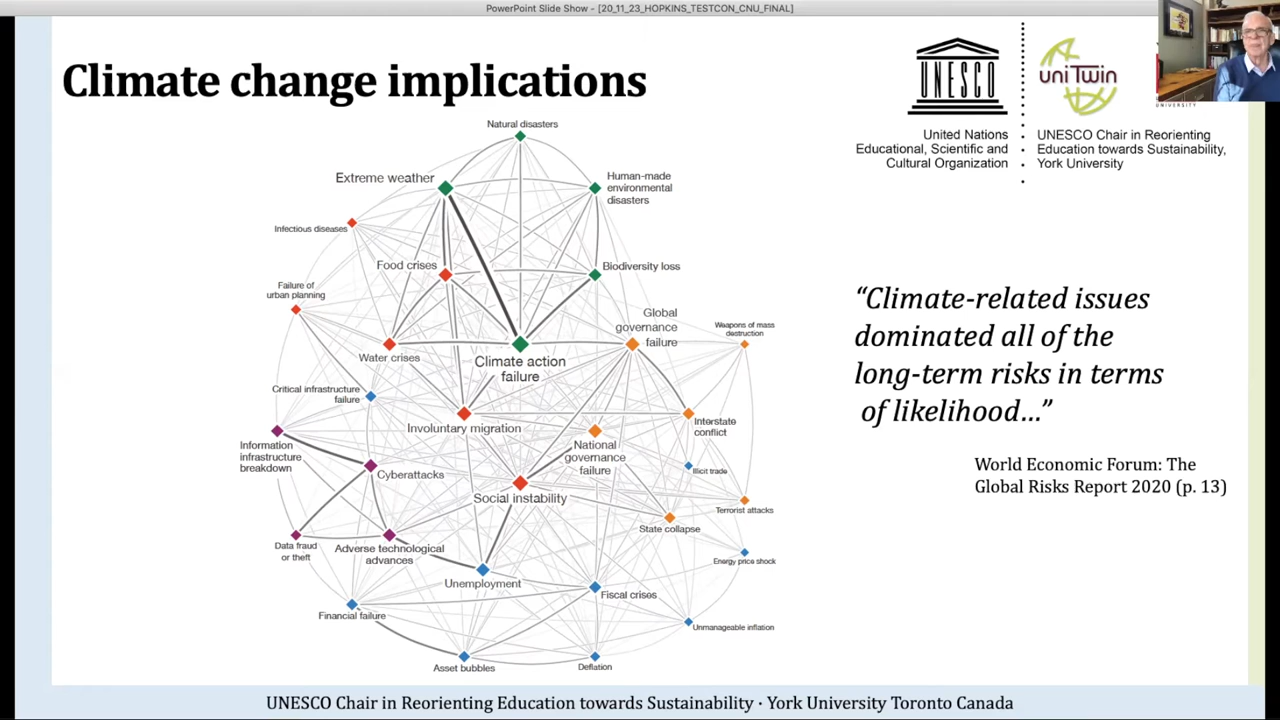 PowerPoint Slide Show - [20_11_23_HOPKINS_TESTCON_CNU_FINAL]
Climate change implications
UNESCO
uniTwin
UNIVERSITY
United Nations
Educational, Scientific and
Cultural Organization
UNESCO Chair in Reorienting
Education towards Sustainability,
York University
Natural disasters
Extreme weather
Human-made
environmental
disasters
Infectious diseases
Food crises
Biodiversity loss
Failure of
urban planning
Global
governance
failure
Weapons of mass
destruction
Water crises
Climate action
failure
Critical infrastructure
failure
Involuntary migration
Interstate
conflict
Information
infrastructure
breakdown
National
governance
failure
Cyberattacks
Illicit trade
Social instability
Terrorist attacks
State collapse
Data fraud
or theft
Adverse technological
advances
Energy price shock
Unemployment
Fiscal crises
Financial failure
Unmanageable inflation
Asset bubbles
Deflation
“Climate-related issues
dominated all of the
long-term risks in terms
of likelihood…”
World Economic Forum: The
Global Risks Report 2020 (p. 13)
UNESCO Chair in Reorienting Education towards Sustainability · York University Toronto Canada